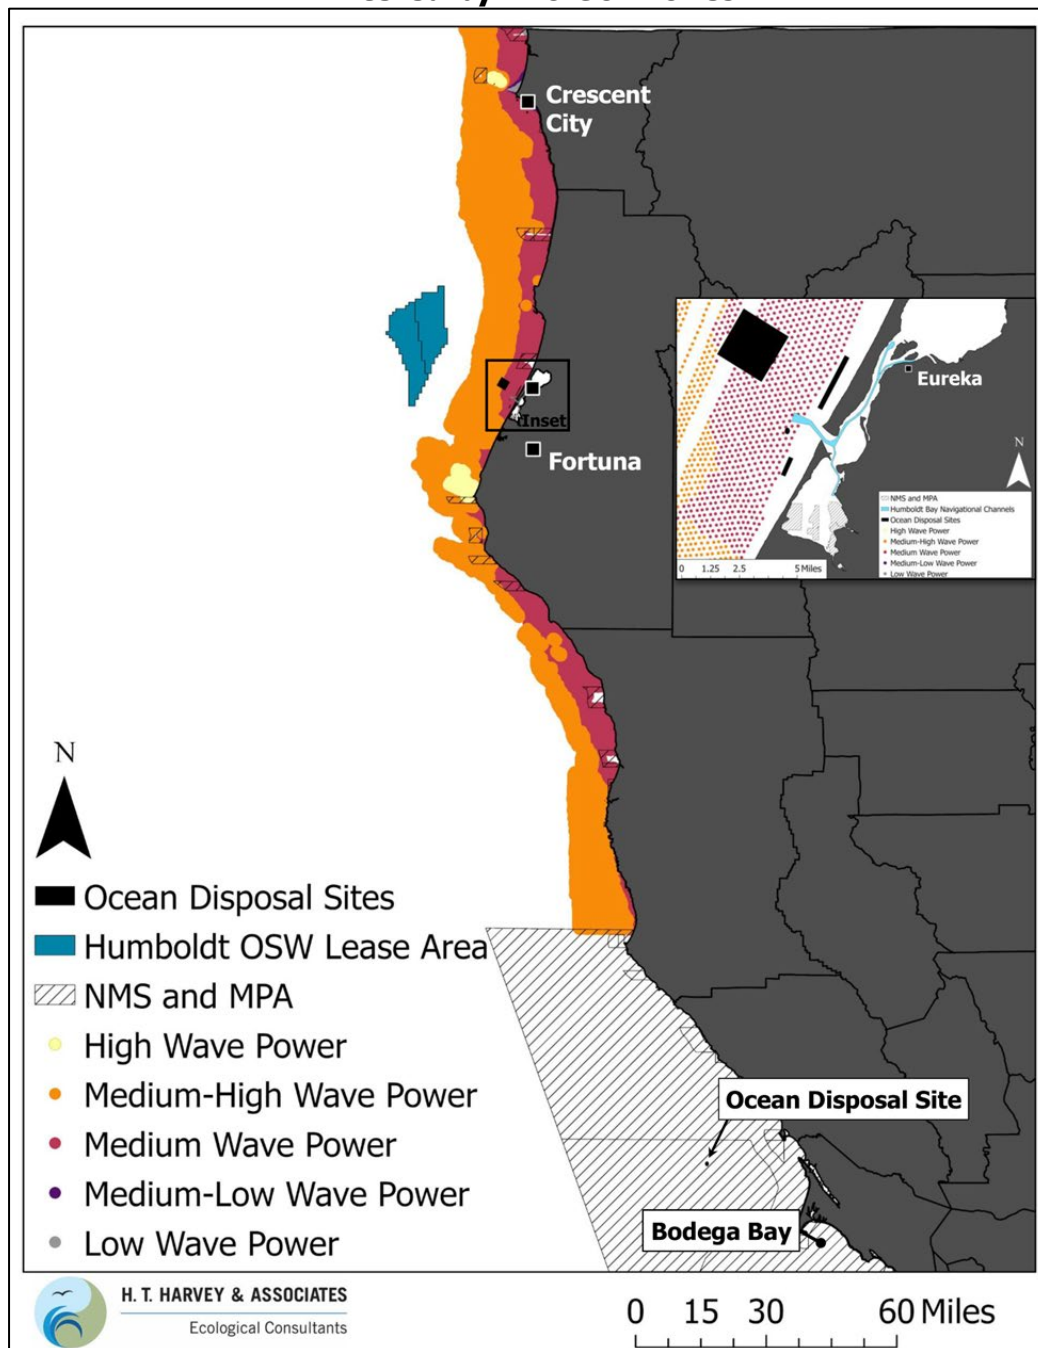 Crescent
City
Inset
Fortuna
Eureka
N
NMS and MPA
Humboldt Bay Navigational Channels
Ocean Disposal Sites
High Wave Power
Medium-High Wave Power
Medium Wave Power
Medium-Low Wave Power
Low Wave Power
0 1.25 2.5 5 Miles
N
Ocean Disposal Sites
Humboldt OSW Lease Area
NMS and MPA
High Wave Power
Medium-High Wave Power
Medium Wave Power
Medium-Low Wave Power
Low Wave Power
Ocean Disposal Site
Bodega Bay
H. T. HARVEY & ASSOCIATES
Ecological Consultants
0 15 30 60 Miles